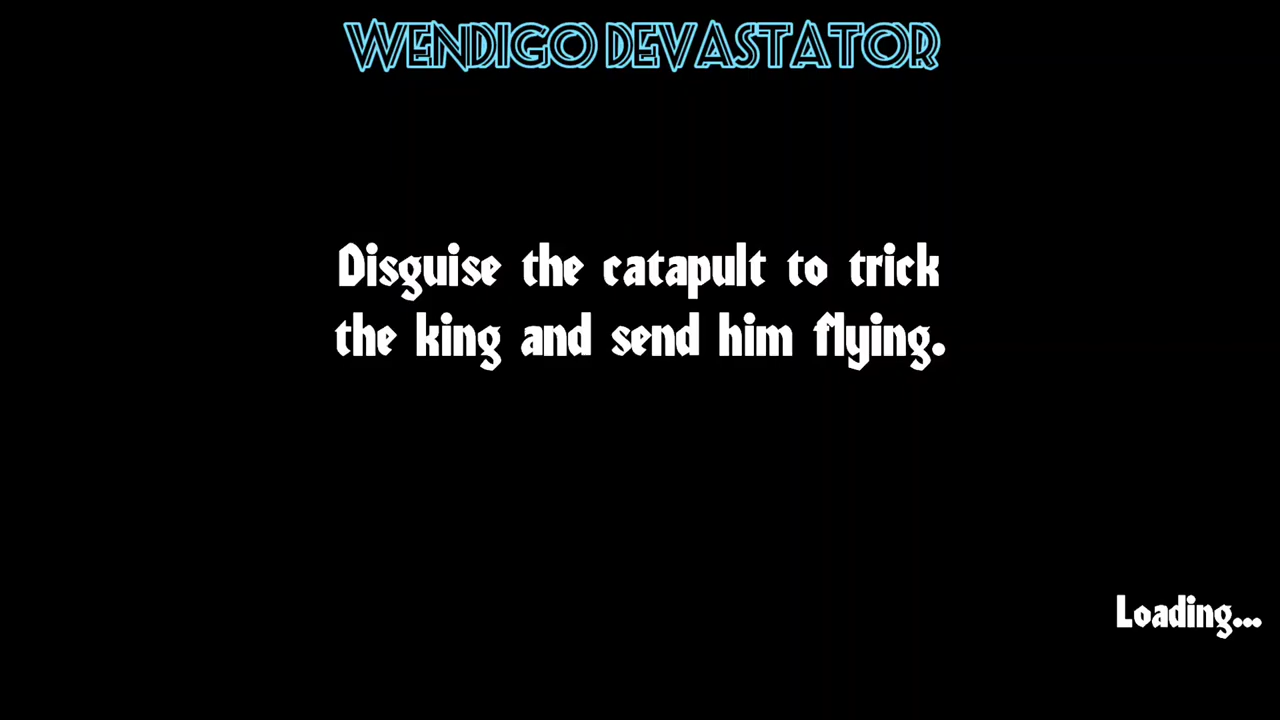 WENDIGO DEVASTATOR
Disguise the catapult to trick
the king and send him flying.
Loading...